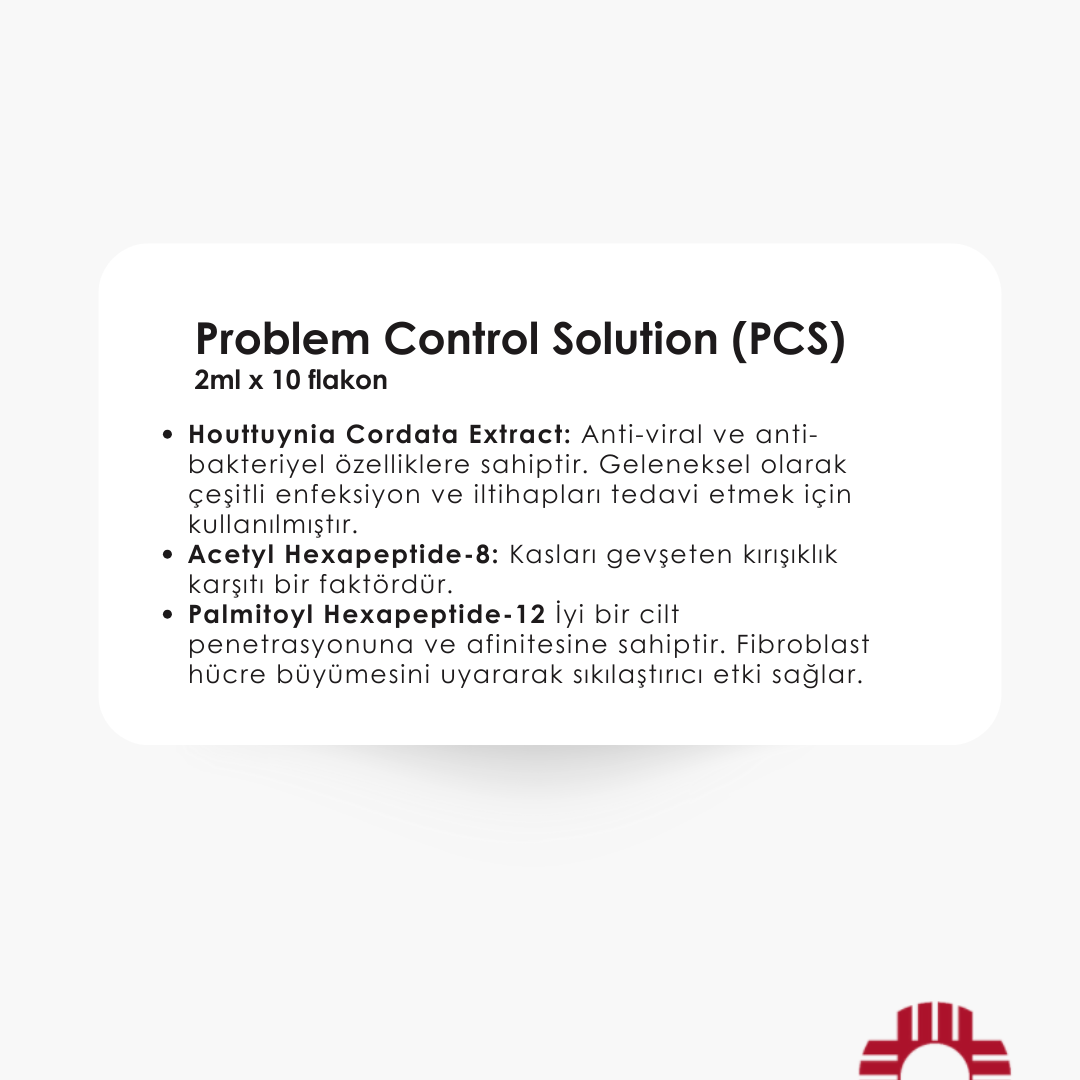 Problem Control Solution (PCS)
2ml x 10 flakon
• Houttuynia Cordata Extract: Anti-viral ve anti-
bakteriyel özelliklere sahiptir. Geleneksel olarak
çeşitli enfeksiyon ve iltihapları tedavi etmek için
kullanılmıştır.
• Acetyl Hexapeptide-8: Kasları gevşeten kırışıklık
karşıtı bir faktördür.
• Palmitoyl Hexapeptide-12 İyi bir cilt
penetrasyonuna ve afinitesine sahiptir. Fibroblast
hücre büyümesini uyararak sıkılaştırıcı etki sağlar.